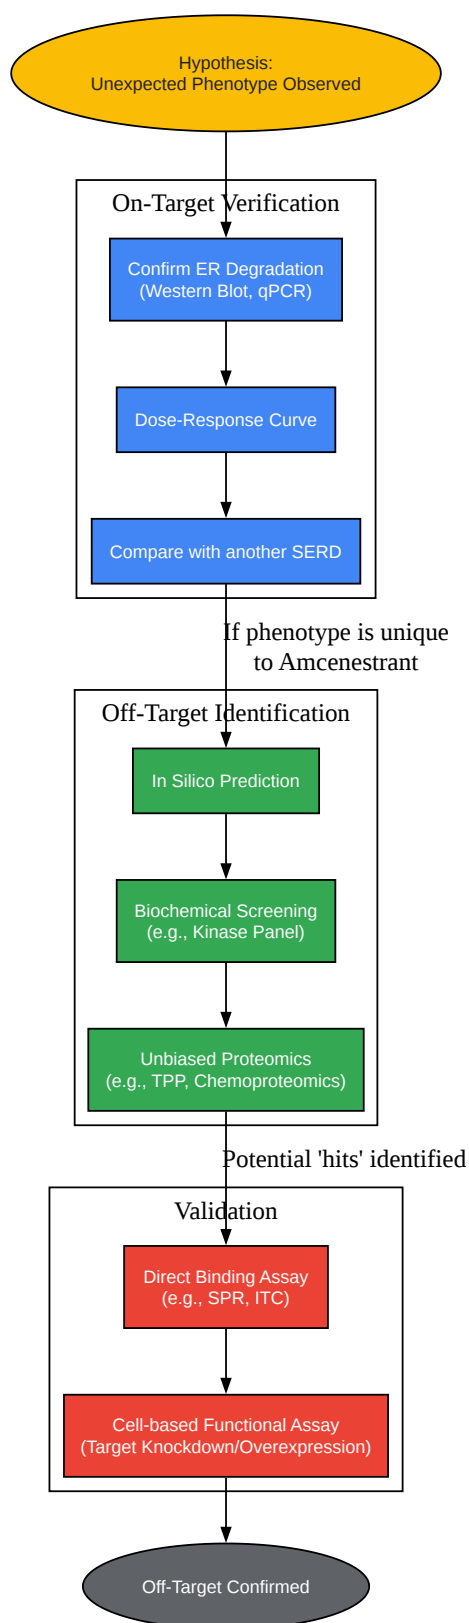 Hypothesis:
Unexpected Phenotype Observed
On-Target Verification
Confirm ER Degradation
(Western Blot, qPCR)
Dose-Response Curve
Compare with another SERD
If phenotype is unique
to Amcenestrant
Off-Target Identification
In Silico Prediction
Biochemical Screening
(e.g., Kinase Panel)
Unbiased Proteomics
(e.g., TPP, Chemoproteomics)
Potential 'hits' identified
Validation
Direct Binding Assay
(e.g., SPR, ITC)
Cell-based Functional Assay
(Target Knockdown/Overexpression)
Off-Target Confirmed